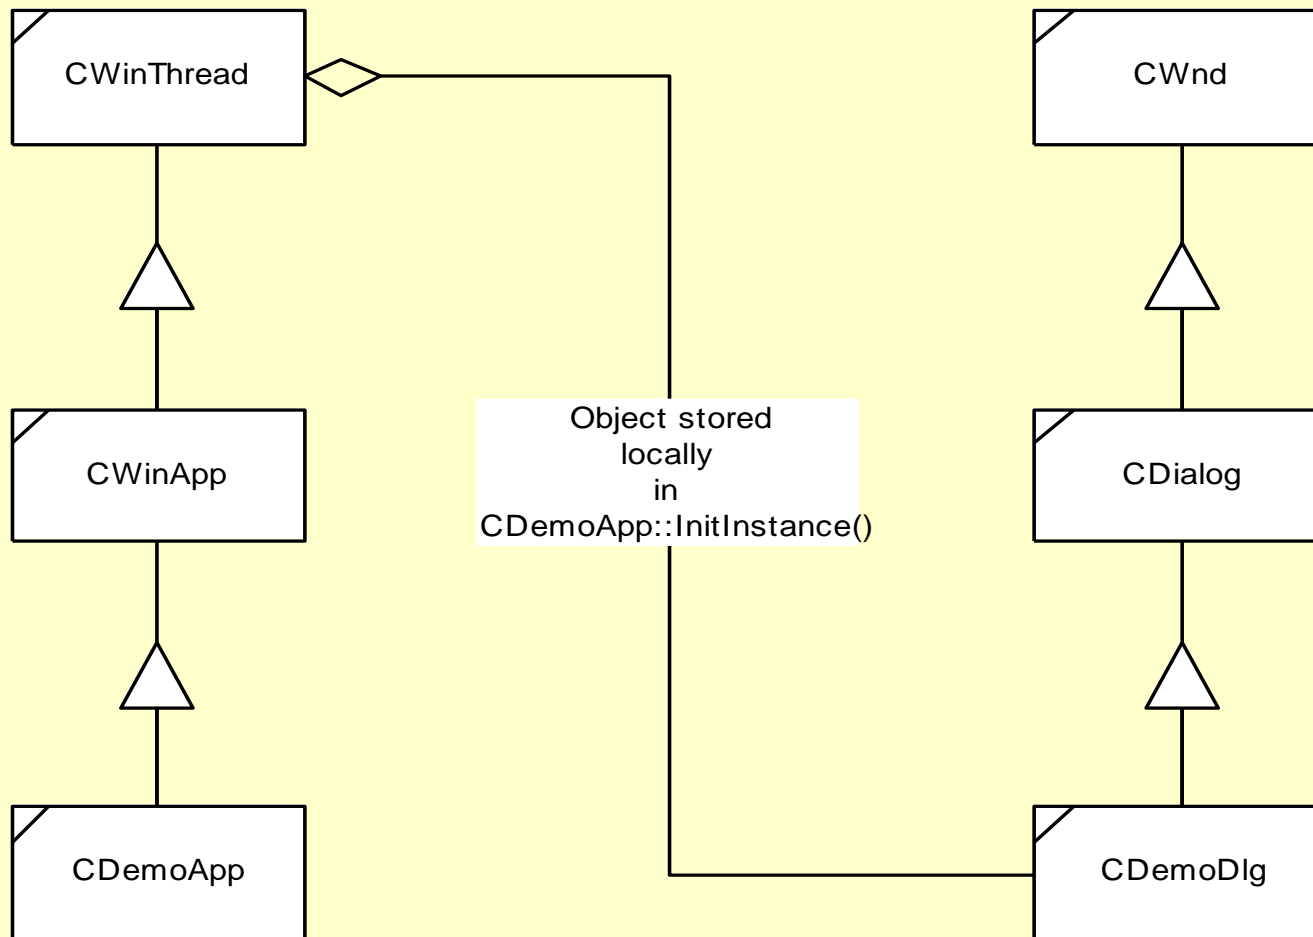 CWinThread
CWnd
CWinApp
Object stored
locally
in
CDemoApp::InitInstance()
CDialog
CDemoApp
CDemoDlg